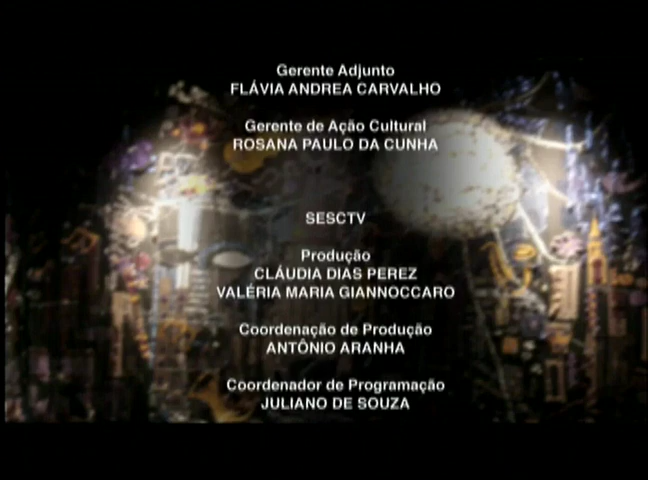 Gerente Adjunto
FLÁVIA ANDREA CARVALHO
Gerente de Ação Cultural
ROSANA PAULO DA CUNHA
SESCTV
Produção
CLÁUDIA DIAS PEREZ
VALÉRIA MARIA GIANNOCCARO
Coordenação de Produção
ANTÔNIO ARANHA
Coordenador de Programação
JULIANO DE SOUZA